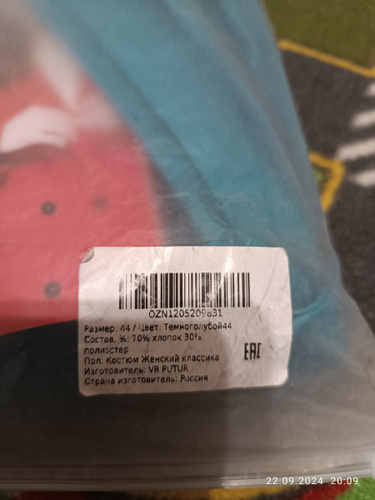 OZN1205209831
Размер: 44 / Цвет: Темноголубой44
Состав, %: 70% хлопок 30%
полиэстер
Пол: Костюм Женский классика
Изготовитель: VR PUTUR
Страна изготовитель: Россия
EAC
22.09.2024 20:09